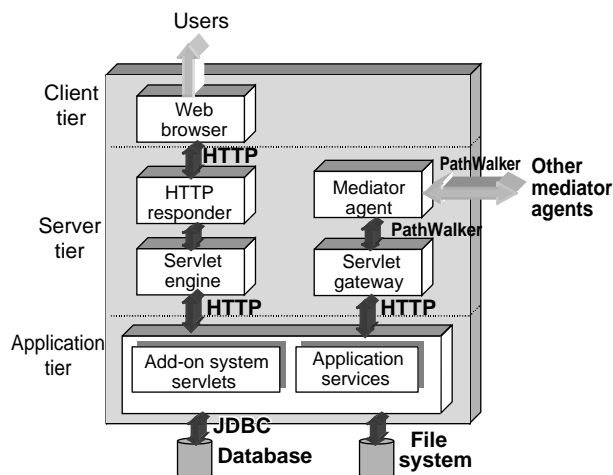 Users
Client
tier
Web
browser
HTTP
PathWalker
Other
mediator
agents
HTTP
responder
Mediator
agent
Server
tier
PathWalker
Servlet
engine
Servlet
gateway
HTTP
HTTP
Application
tier
Add-on system
servlets
Application
services
JDBC
Database
File
system